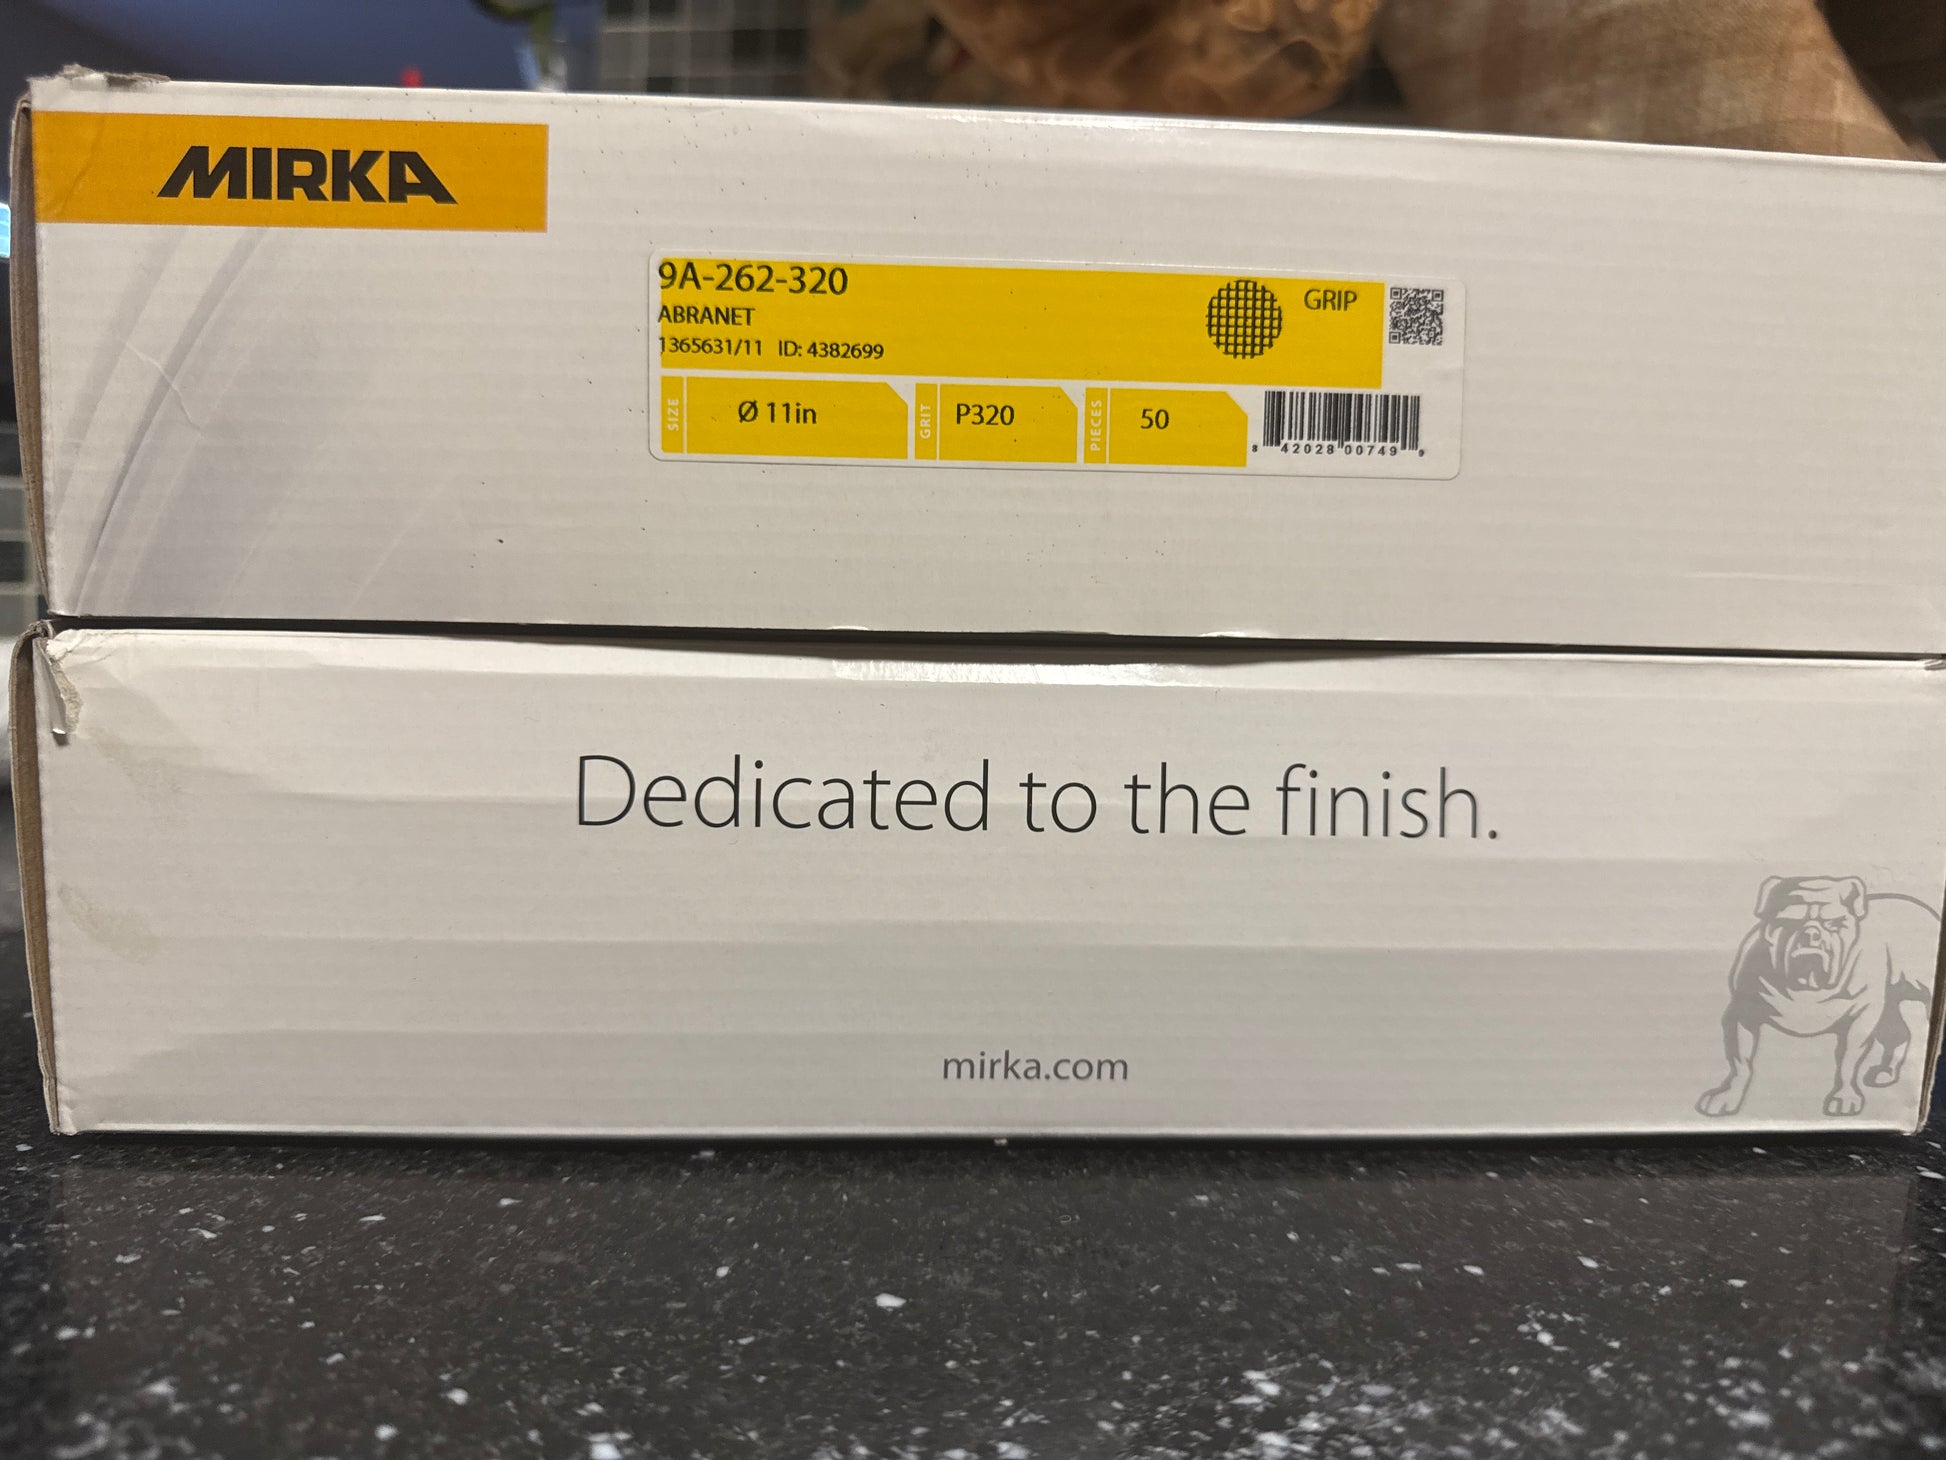 MIRKA
9A-262-320
ABRANET
1365631/11 ID: 4382699
GRIP
SIZE Ø 11in GRIT P320 PIECES 50
8 42028 00749 9
Dedicated to the finish.
mirka.com